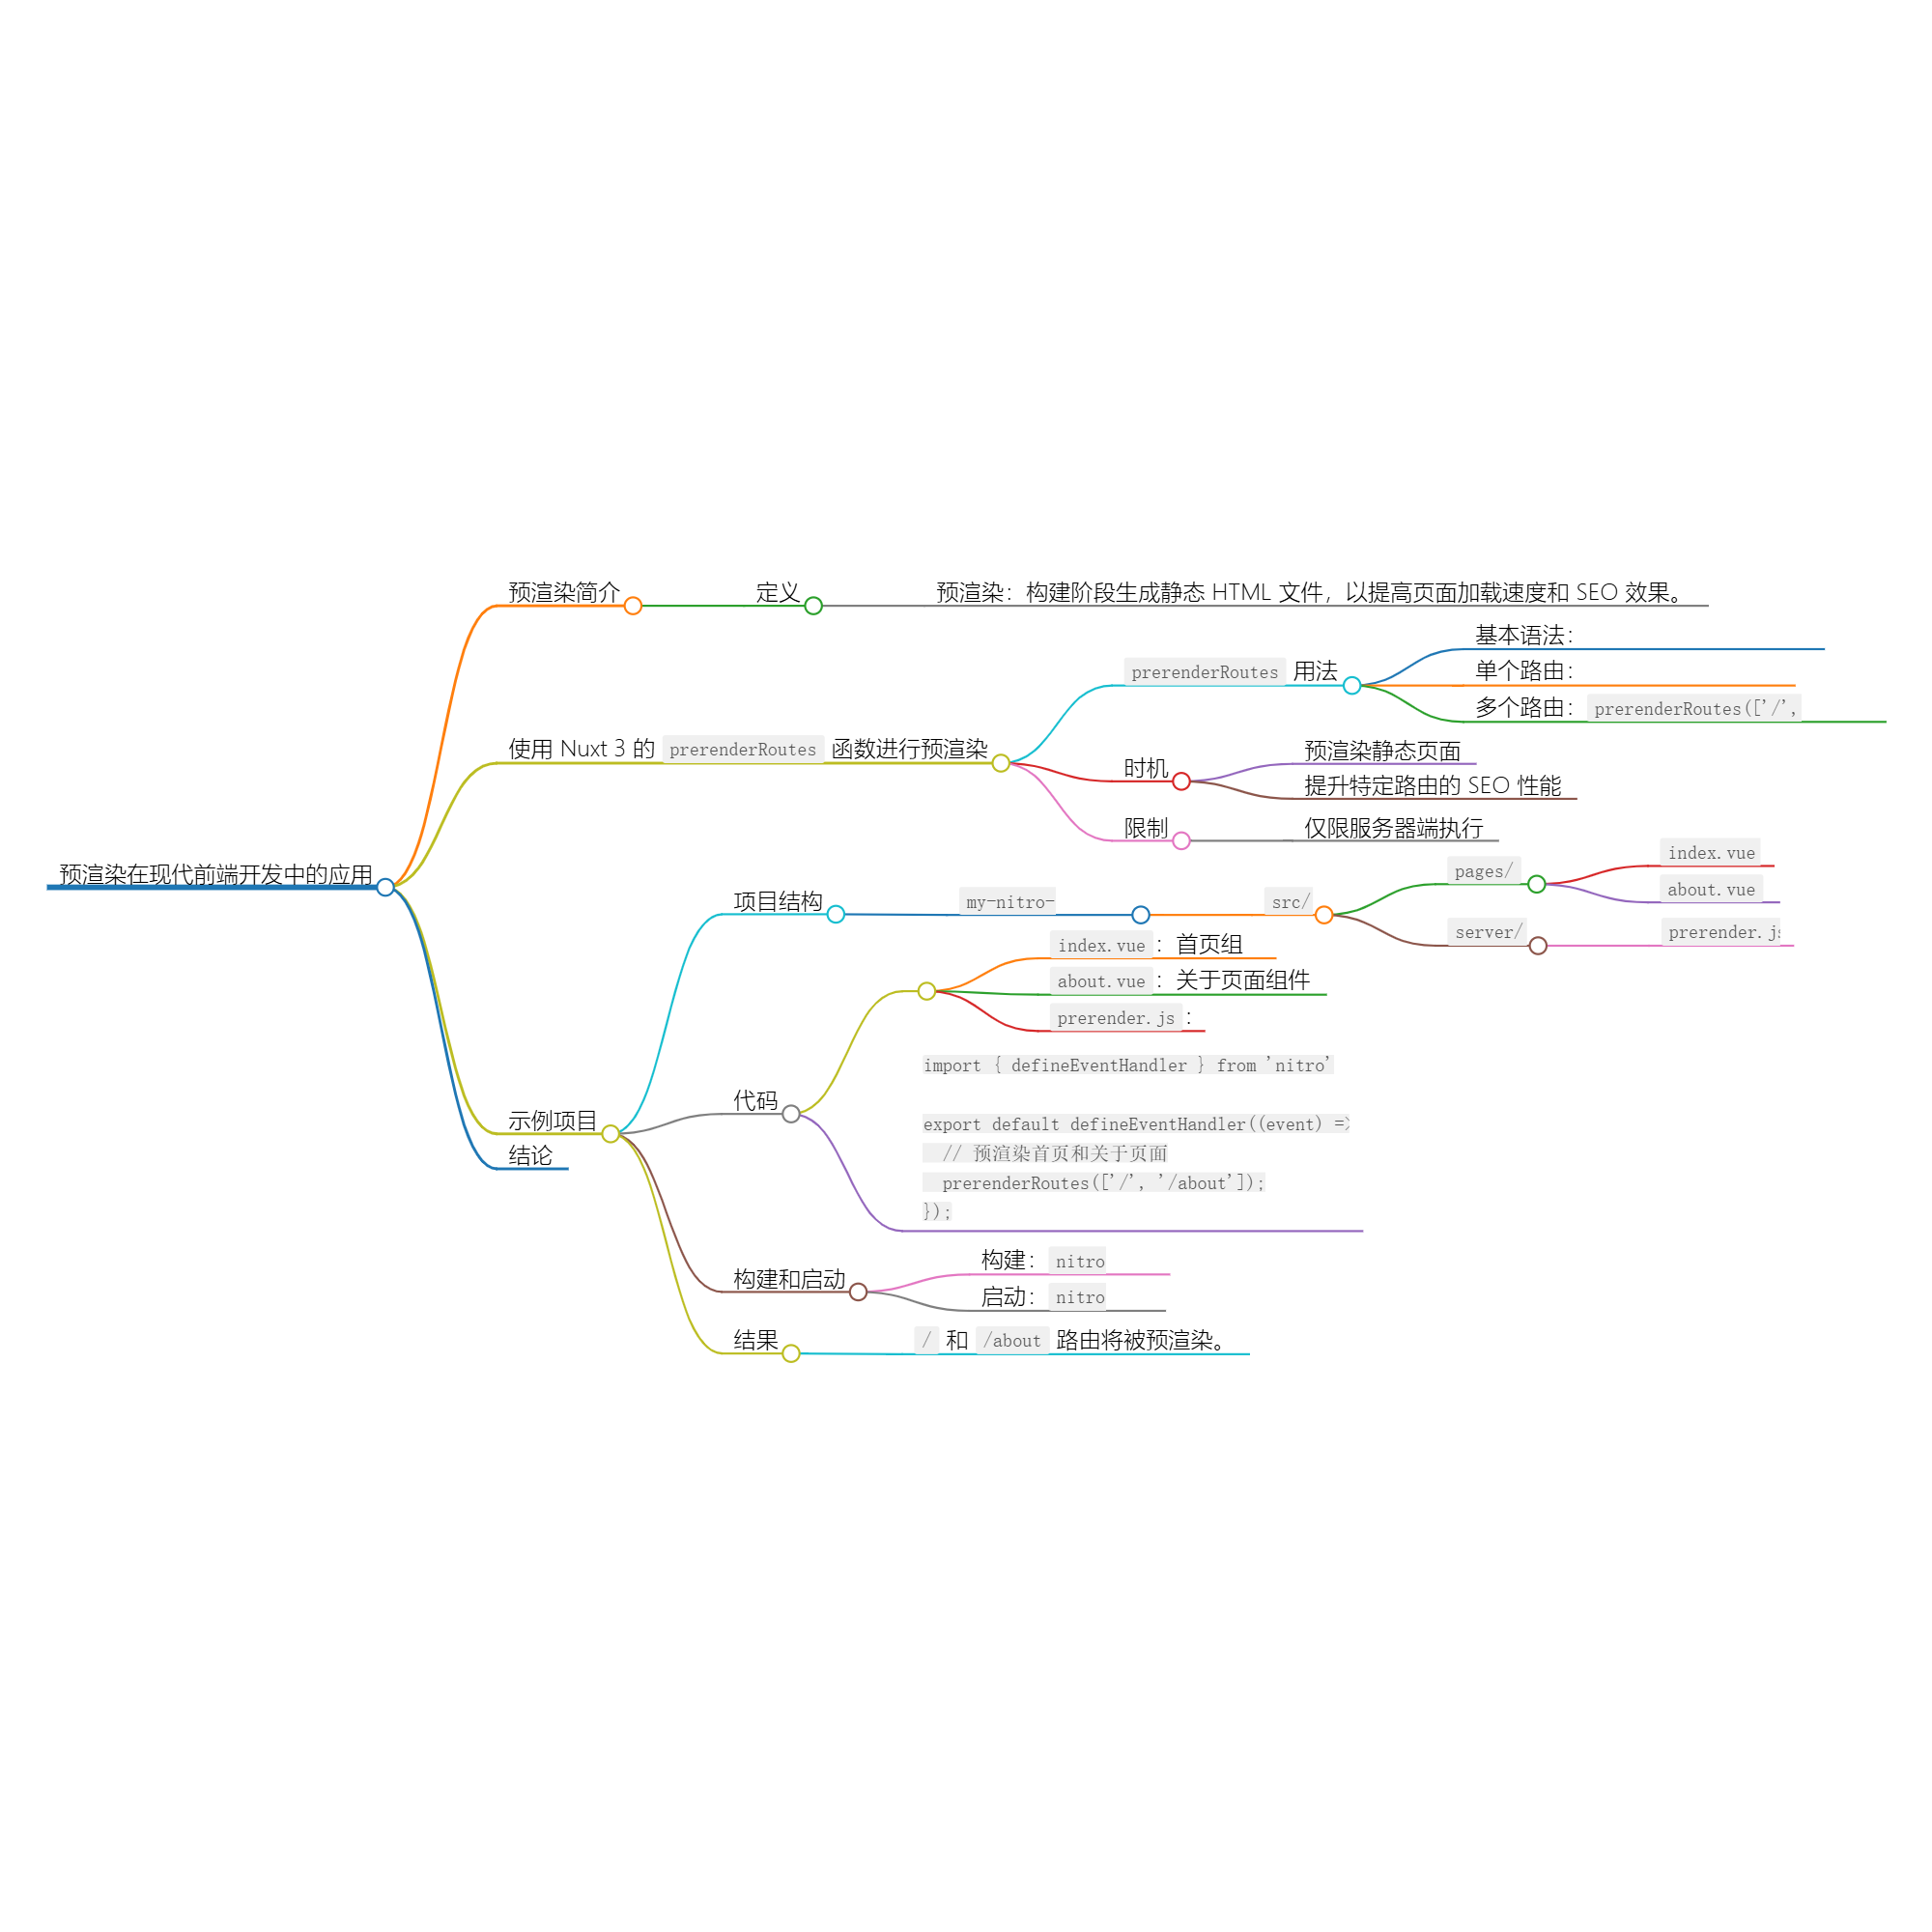 预渲染在现代前端开发中的应用
预渲染简介
定义
预渲染：构建阶段生成静态 HTML 文件，以提高页面加载速度和 SEO 效果。
使用 Nuxt 3 的 prerenderRoutes 函数进行预渲染
prerenderRoutes 用法
基本语法：
单个路由：
多个路由： prerenderRoutes(['/',
时机
预渲染静态页面
提升特定路由的 SEO 性能
限制
仅限服务器端执行
示例项目
项目结构
my-nitro-
src/
pages/
index.vue
about.vue
server/
prerender.js
代码
index.vue ：首页组
about.vue ：关于页面组件
prerender.js ：
import { defineEventHandler } from 'nitro'
export default defineEventHandler((event) =>
// 预渲染首页和关于页面
prerenderRoutes(['/', '/about']);
});
构建和启动
构建： nitro
启动： nitro
结果
/ 和 /about 路由将被预渲染。
结论